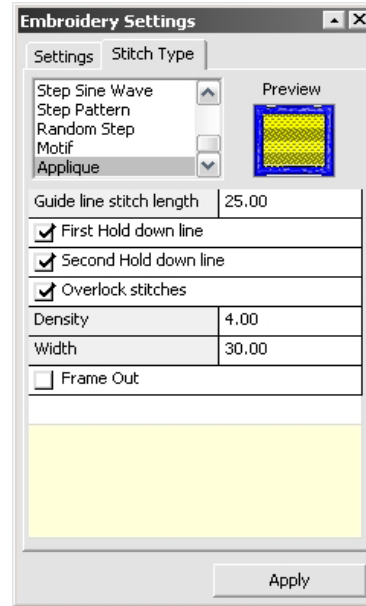 Embroidery Settings
Settings Stitch Type
Step Sine Wave
Step Pattern
Random Step
Motif
Applique
Preview
Guide line stitch length 25.00
First Hold down line
Second Hold down line
Overlock stitches
Density 4.00
Width 30.00
Frame Out
Apply